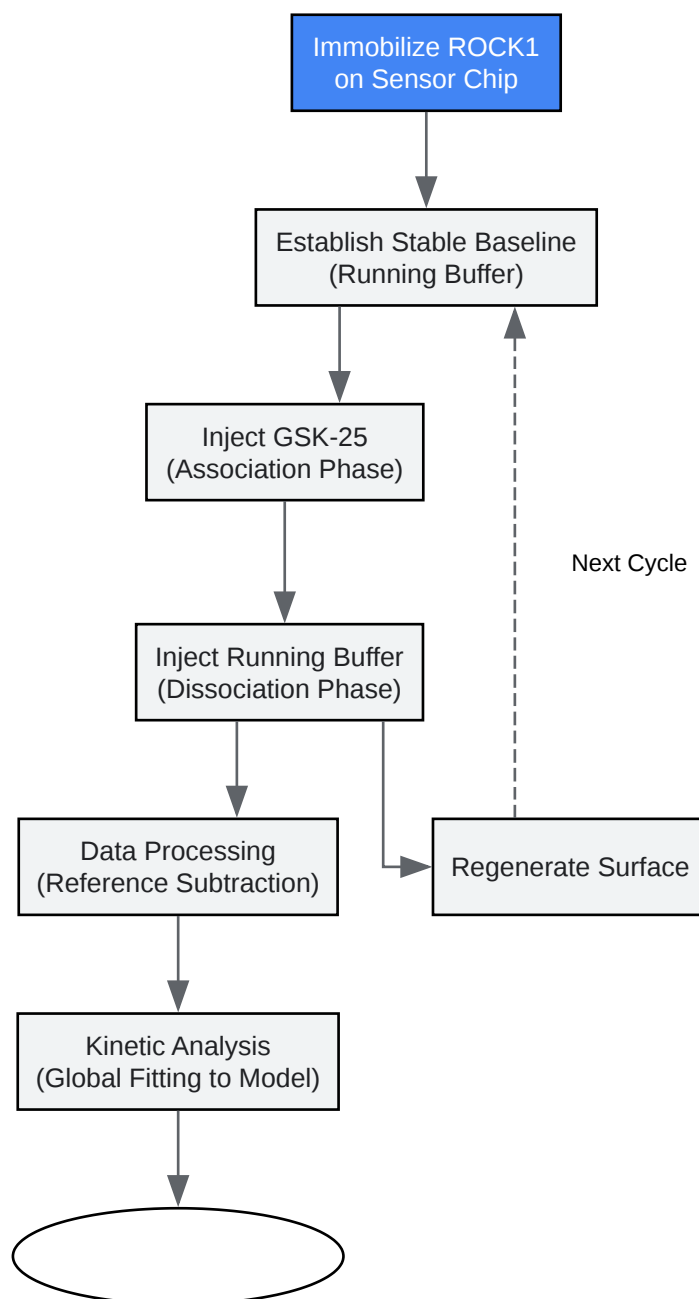 Immobilize ROCK1
on Sensor Chip
Establish Stable Baseline
(Running Buffer)
Inject GSK-25
(Association Phase)
Next Cycle
Inject Running Buffer
(Dissociation Phase)
Data Processing
(Reference Subtraction)
Regenerate Surface
Kinetic Analysis
(Global Fitting to Model)